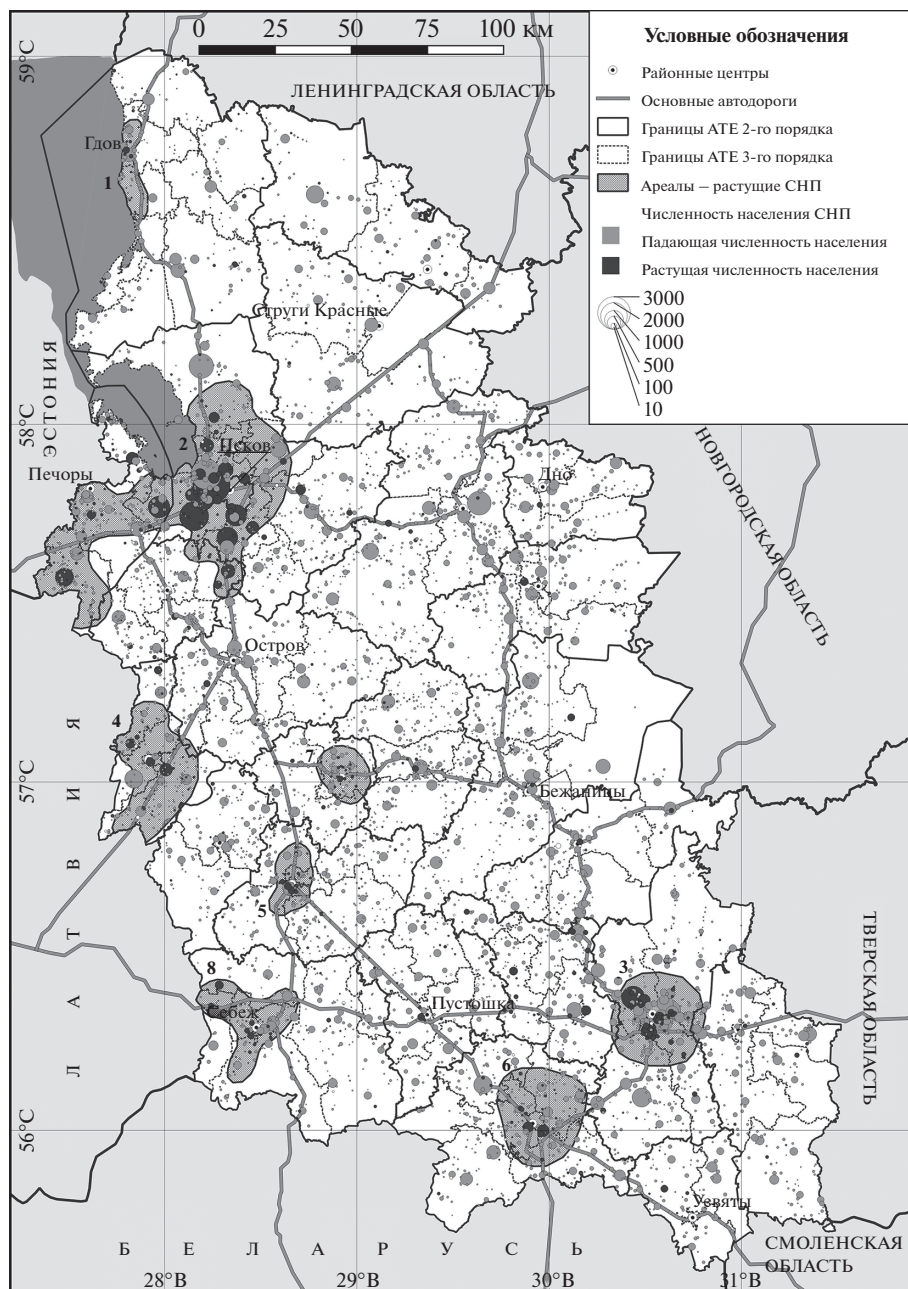 0 25 50 75 100 км
Условные обозначения
Районные центры
Основные автодороги
Границы АТЕ 2-го порядка
Границы АТЕ 3-го порядка
Ареалы – растущие СНП
Численность населения СНП
Падающая численность населения
Растущая численность населения
3000
2000
1000
500
100
10
59°С
58°С
57°С
56°С
ЛЕНИНГРАДСКАЯ ОБЛАСТЬ
Гдов
1
Струги Красные
ЭСТОНИЯ
2
Псков
Печоры
Дно
НОВГОРОДСКАЯ ОБЛАСТЬ
Остров
4
7
Бежаницы
5
ЛАТВИЯ
8
Себеж
Пустошка
3
ТВЕРСКАЯ ОБЛАСТЬ
6
Усвяты
БЕЛАРУСЬ
СМОЛЕНСКАЯ
ОБЛАСТЬ
28°В
29°В
30°В
31°В